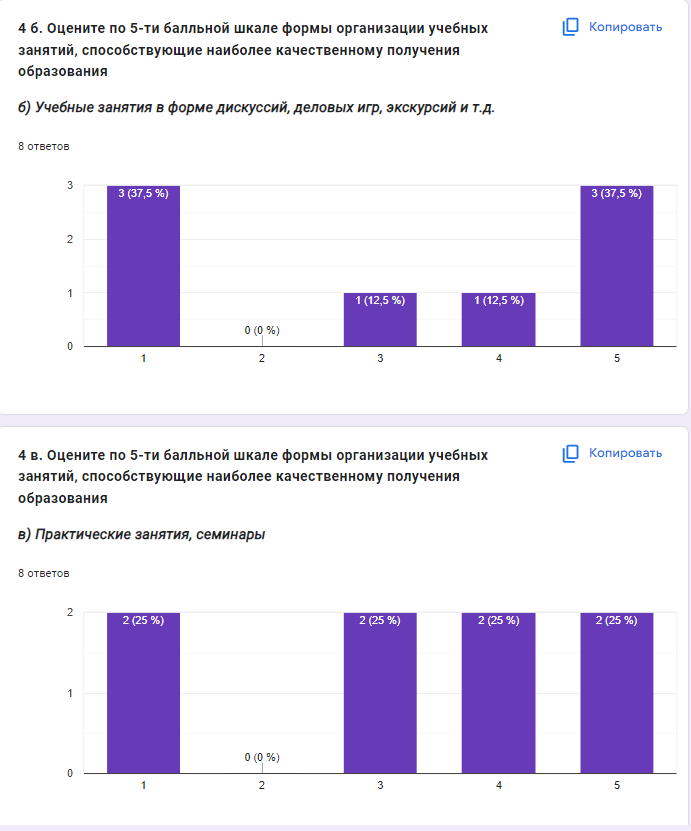 4 б. Оцените по 5-ти балльной шкале формы организации учебных
Копировать
занятий, способствующие наиболее качественному получения
образования
б) Учебные занятия в форме дискуссий, деловых игр, экскурсий и т.д.
8 ответов
3
3 (37,5 %)
3 (37,5 %)
2
1
1 (12,5 %)
1 (12,5 %)
0 (0 %)
0
1
2
3
4
5
4 в. Оцените по 5-ти балльной шкале формы организации учебных
Копировать
занятий, способствующие наиболее качественному получения
образования
в) Практические занятия, семинары
8 ответов
2
2 (25 %)
2 (25 %)
2 (25 %)
2 (25 %)
1
0 (0 %)
0
1
2
3
4
5